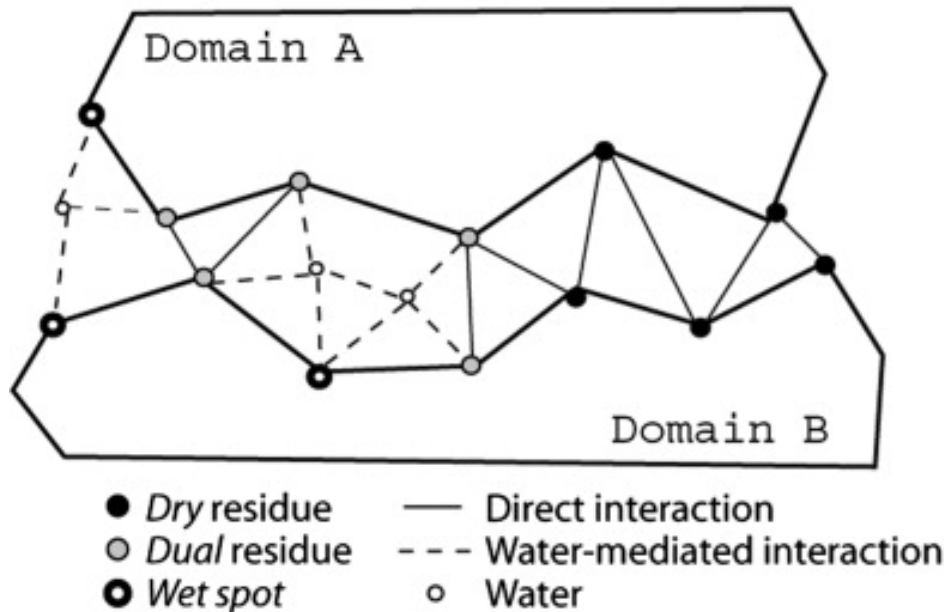 Domain A
Domain B
Dry residue
Direct interaction
Dual residue
Water-mediated interaction
Wet spot
Water